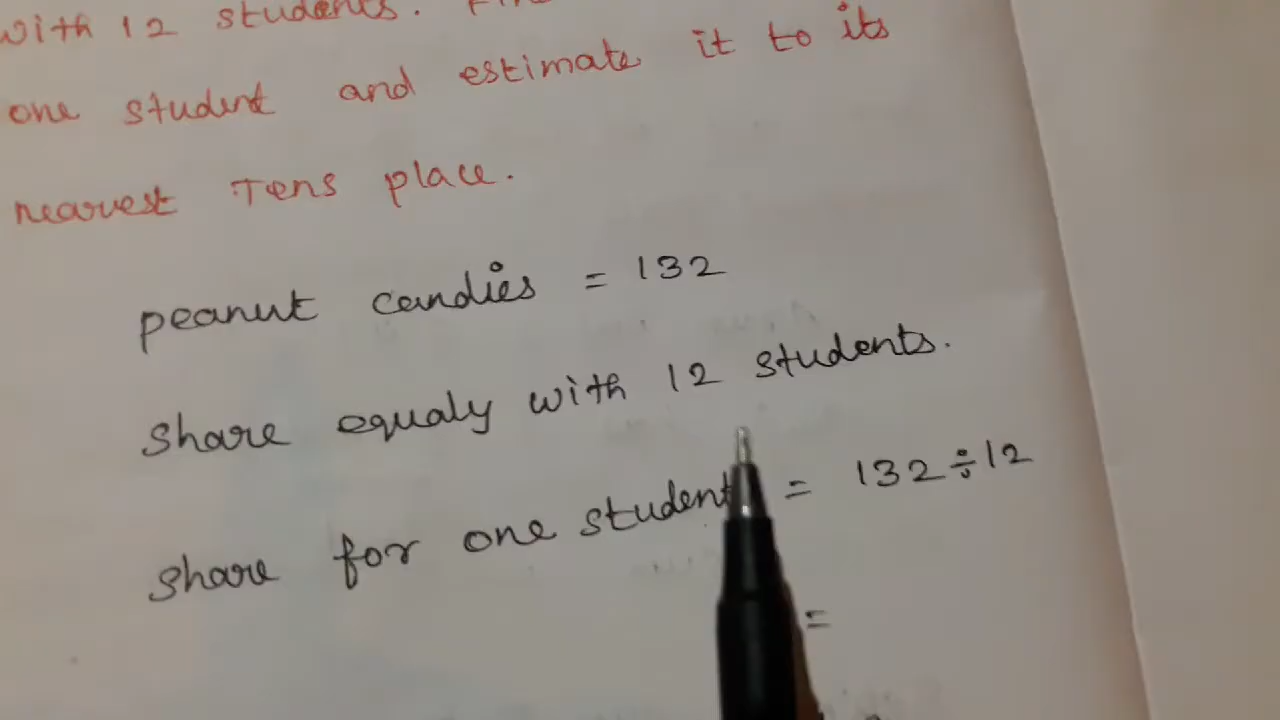 with 12 students.
one student and estimate it to its
nearest Tens place.
peanut candies = 132
share equaly with 12 students.
share for one student = 132 ÷ 12
=